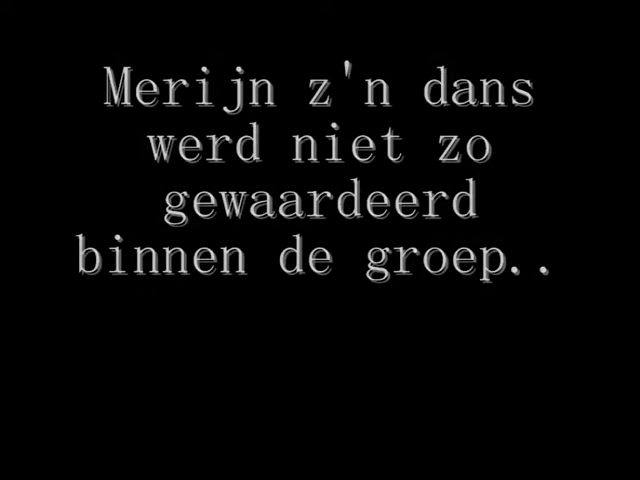 Merijn z'n dans
werd niet zo
gewaardeerd
binnen de groep..